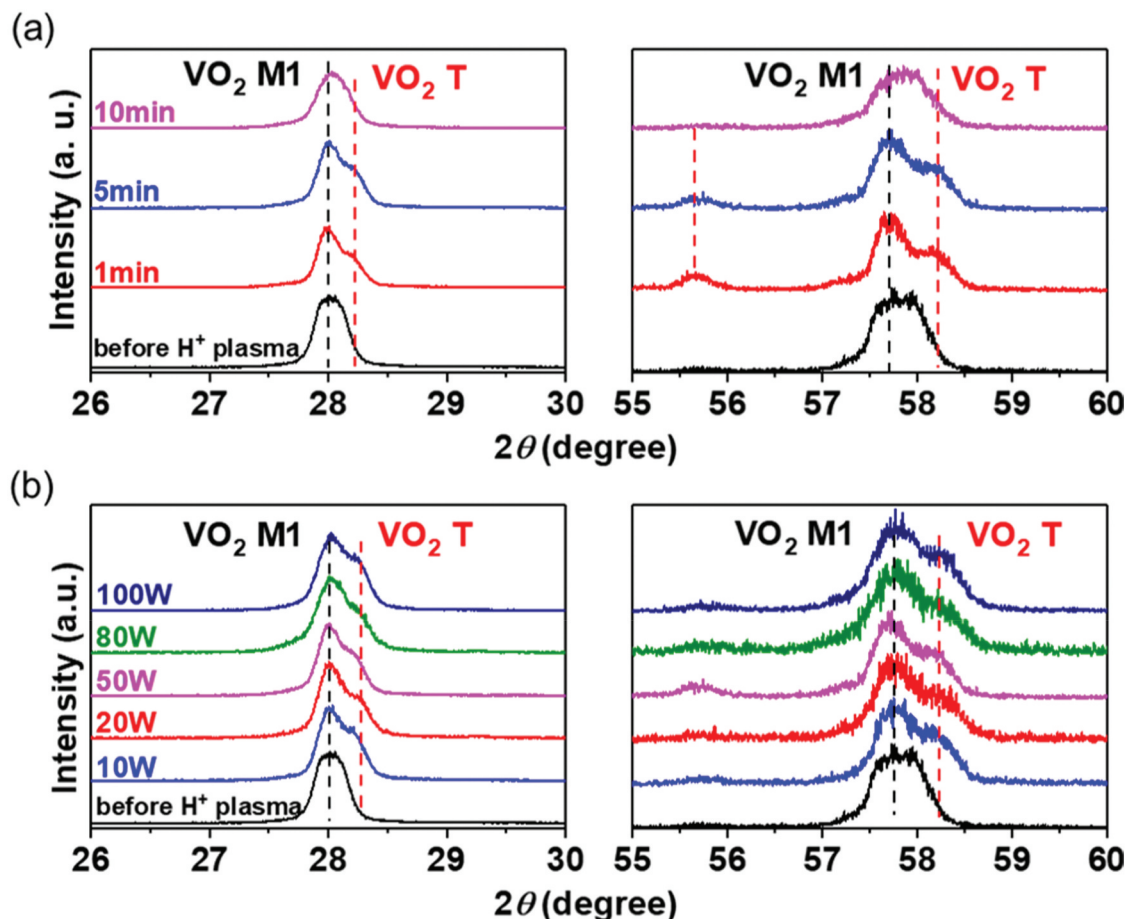 (a)
Intensity (a. u.)
VO₂ M1 VO₂ T
10min
5min
1min
before H⁺ plasma
26 27 28 29 30
VO₂ M1 VO₂ T
55 56 57 58 59 60
2θ (degree)
(b)
Intensity (a.u.)
VO₂ M1 VO₂ T
100W
80W
50W
20W
10W
before H⁺ plasma
26 27 28 29 30
VO₂ M1 VO₂ T
55 56 57 58 59 60
2θ (degree)